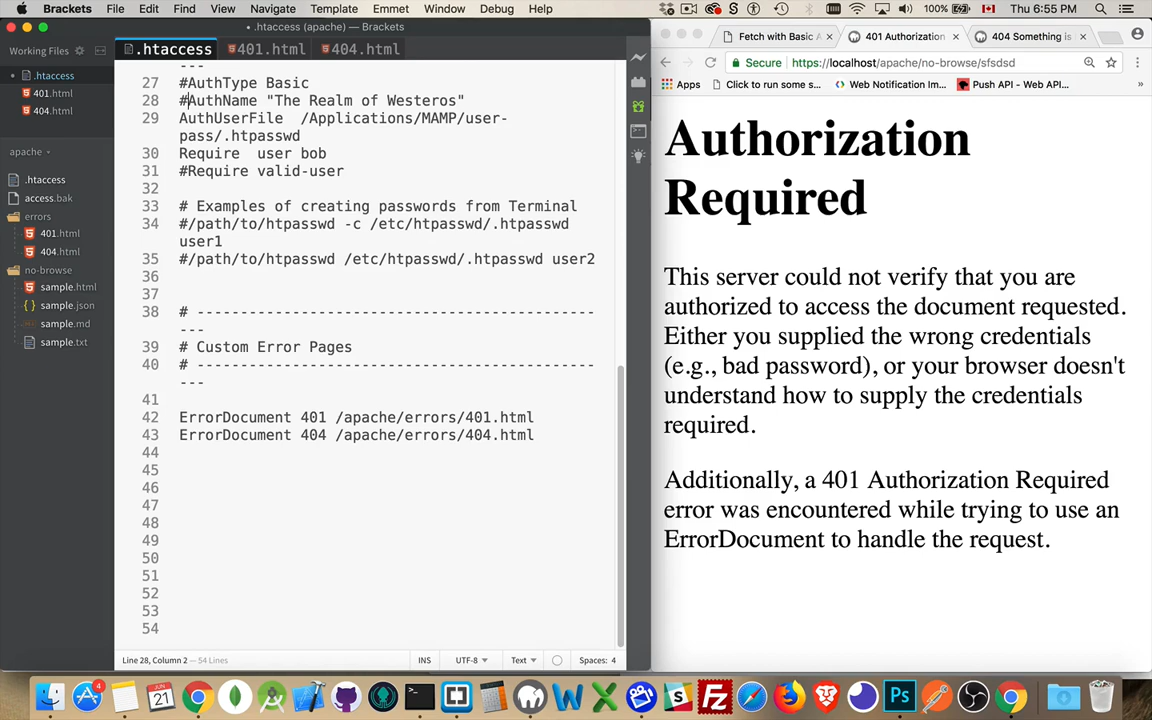 Brackets File Edit Find View Navigate Template Emmet Window Debug Help 100% Thu 6:55 PM
.htaccess (apache) — Brackets
Working Files
.htaccess
401.html
404.html
apache
.htaccess
access.bak
errors
401.html
404.html
no-browse
sample.html
sample.json
sample.md
sample.txt
.htaccess 401.html 404.html
---
27 #AuthType Basic
28 #AuthName "The Realm of Westeros"
29 AuthUserFile /Applications/MAMP/user-
pass/.htpasswd
30 Require user bob
31 #Require valid-user
32
33 # Examples of creating passwords from Terminal
34 #/path/to/htpasswd -c /etc/htpasswd/.htpasswd
user1
35 #/path/to/htpasswd /etc/htpasswd/.htpasswd user2
36
37
38 # ----------------------------------------------
---
39 # Custom Error Pages
40 # ----------------------------------------------
---
41
42 ErrorDocument 401 /apache/errors/401.html
43 ErrorDocument 404 /apache/errors/404.html
44
45
46
47
48
49
50
51
52
53
54
Line 28, Column 2 — 54 Lines INS UTF-8 Text Spaces: 4
Fetch with Basic A 401 Authorization 404 Something is
Secure https://localhost/apache/no-browse/sfsdsd
Apps Click to run some s... Web Notification API... Push API - Web API... »
Authorization
Required
This server could not verify that you are
authorized to access the document requested.
Either you supplied the wrong credentials
(e.g., bad password), or your browser doesn't
understand how to supply the credentials
required.
Additionally, a 401 Authorization Required
error was encountered while trying to use an
ErrorDocument to handle the request.
4
JUN
21